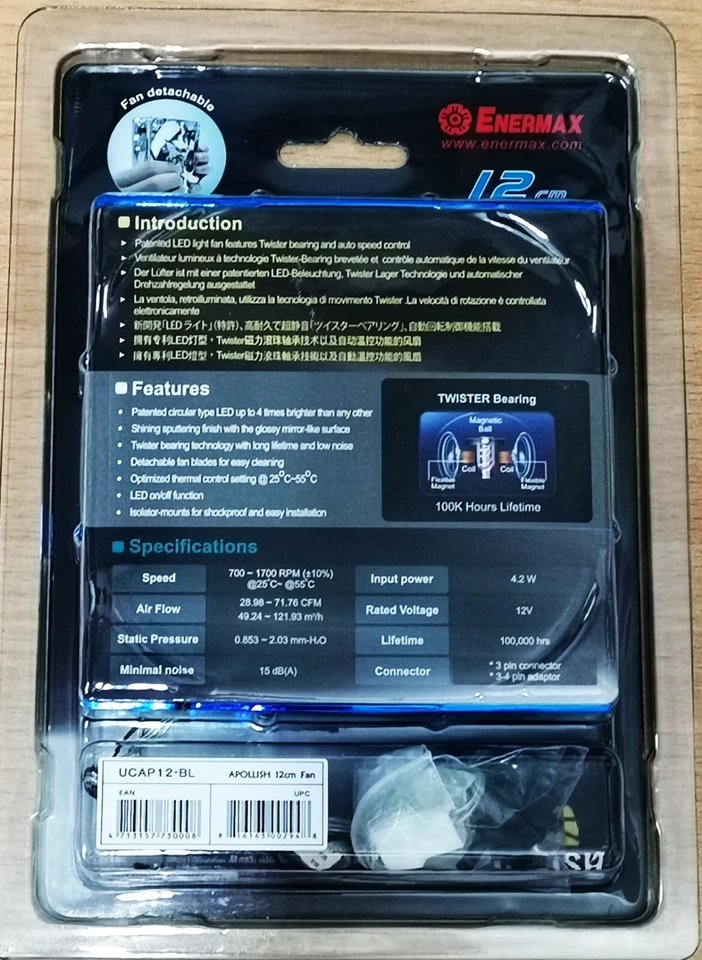 Fan detachable
ENERMAX
www.enermax.com
12 cm
Introduction
Patented LED light fan features Twister bearing and auto speed control
Ventilateur lumineux à technologie Twister-Bearing brevetée et contrôle automatique de la vitesse du ventilateur
Der Lüfter ist mit einer patentierten LED-Beleuchtung, Twister Lager Technologie und automatischer
Drehzahlregelung ausgestattet
La ventola, retroilluminata, utilizza la tecnologia di movimento Twister .La velocità di rotazione è controllata
elettronicamente
新開発「LEDライト」(特許)、高耐久で超静音「ツイスターベアリング」、自動回転制御機能搭載
拥有专利LED灯型,Twister磁力滚珠轴承技术以及自动温控功能的风扇
擁有專利LED燈型,Twister磁力滾珠軸承技術以及自動溫控功能的風扇
Features
Patented circular type LED up to 4 times brighter than any other
Shining sputtering finish with the glossy mirror-like surface
Twister bearing technology with long lifetime and low noise
Detachable fan blades for easy cleaning
Optimized thermal control setting @ 25°C~55°C
LED on/off function
Isolator-mounts for shockproof and easy installation
TWISTER Bearing
Magnetic
Ball
Coil Coil
Flexible
Magnet
Flexible
Magnet
100K Hours Lifetime
Specifications
Speed 700 ~ 1700 RPM (±10%)
@25°C~ @55°C
Input power 4.2 W
Air Flow 28.98 ~ 71.76 CFM
49.24 ~ 121.93 m³/h
Rated Voltage 12V
Static Pressure 0.853 ~ 2.03 mm-H₂O
Lifetime 100,000 hrs
Minimal noise 15 dB(A)
Connector * 3 pin connector
* 3-4 pin adaptor
UCAP12-BL APOLLISH 12cm Fan
EAN UPC
4 713157 730008
8 16163 00294 8
ISH